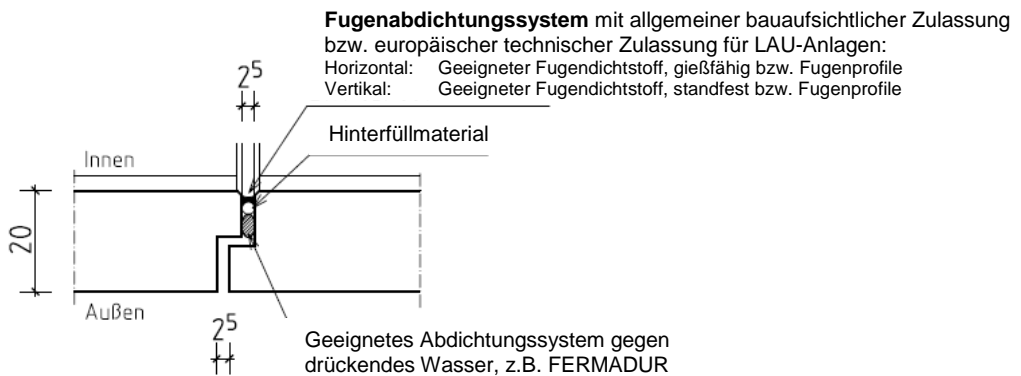 Fugenabdichtungssystem mit allgemeiner bauaufsichtlicher Zulassung
bzw. europäischer technischer Zulassung für LAU-Anlagen:
Horizontal: Geeigneter Fugendichtstoff, gießfähig bzw. Fugenprofile
Vertikal: Geeigneter Fugendichtstoff, standfest bzw. Fugenprofile
2⁵
Hinterfüllmaterial
Innen
20
Außen
2⁵
Geeignetes Abdichtungssystem gegen
drückendes Wasser, z.B. FERMADUR